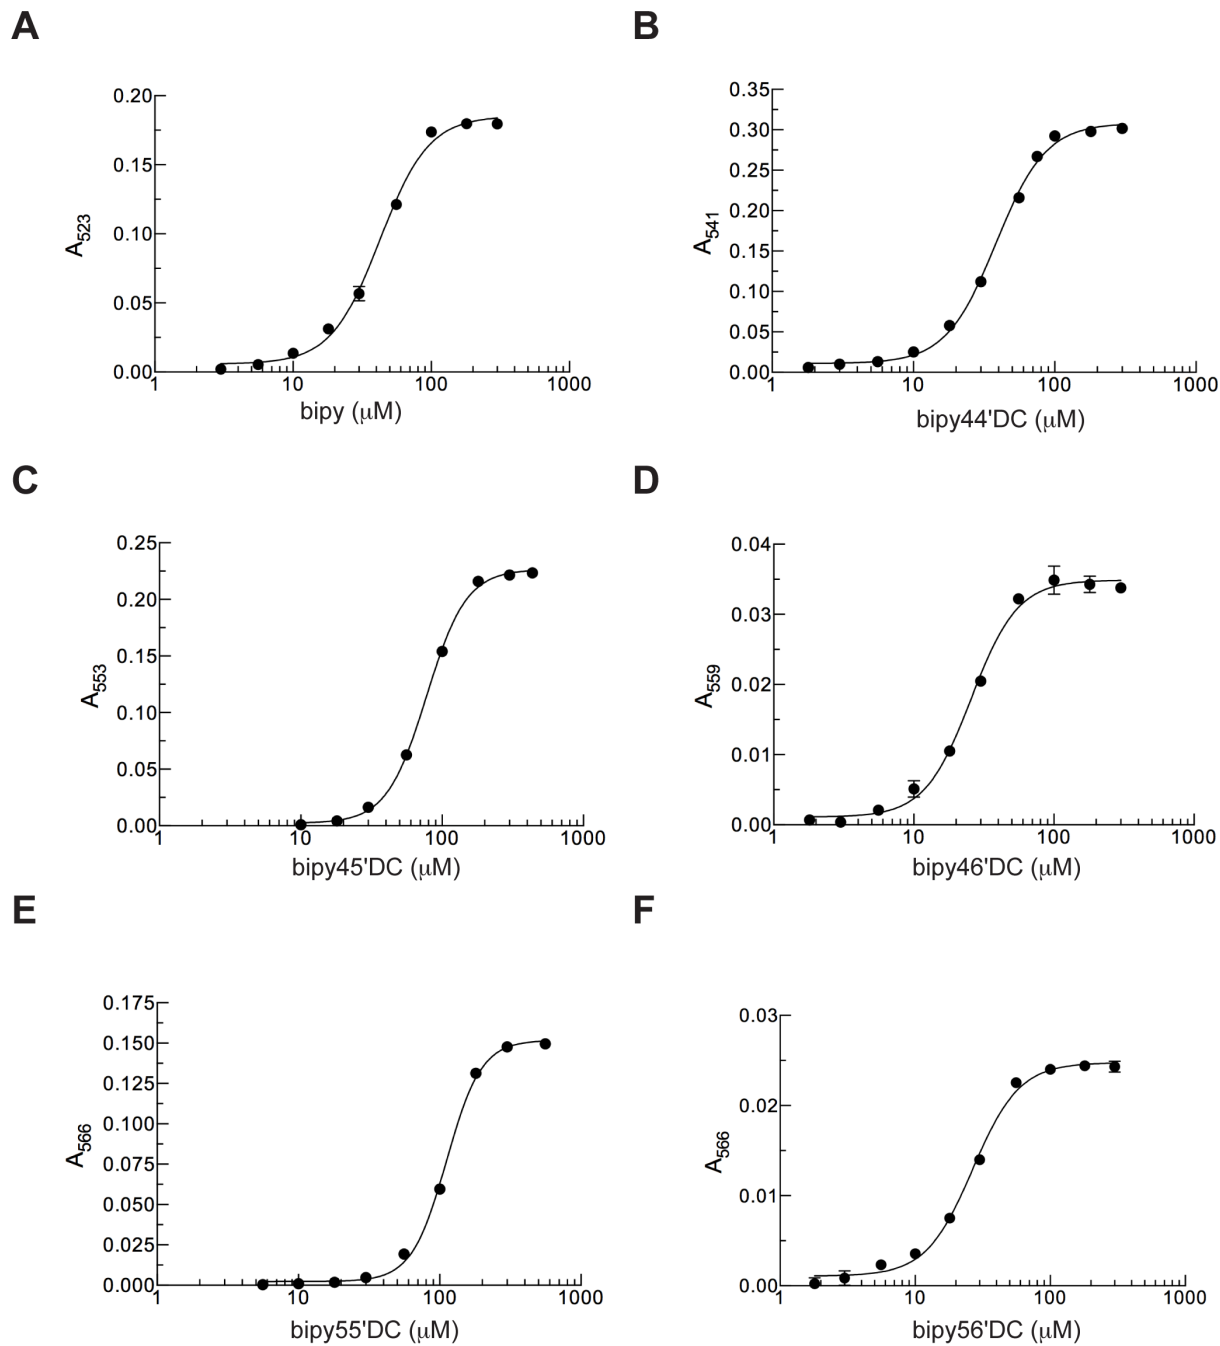 A
0.20
0.15
0.10
0.05
0.00
A523
1 10 100 1000
bipy (μM)
B
0.35
0.30
0.25
0.20
0.15
0.10
0.05
0.00
A541
1 10 100 1000
bipy44'DC (μM)
C
0.25
0.20
0.15
0.10
0.05
0.00
A553
1 10 100 1000
bipy45'DC (μM)
D
0.04
0.03
0.02
0.01
0.00
A559
1 10 100 1000
bipy46'DC (μM)
E
0.175
0.150
0.125
0.100
0.075
0.050
0.025
0.000
A566
1 10 100 1000
bipy55'DC (μM)
F
0.03
0.02
0.01
0.00
A566
1 10 100 1000
bipy56'DC (μM)